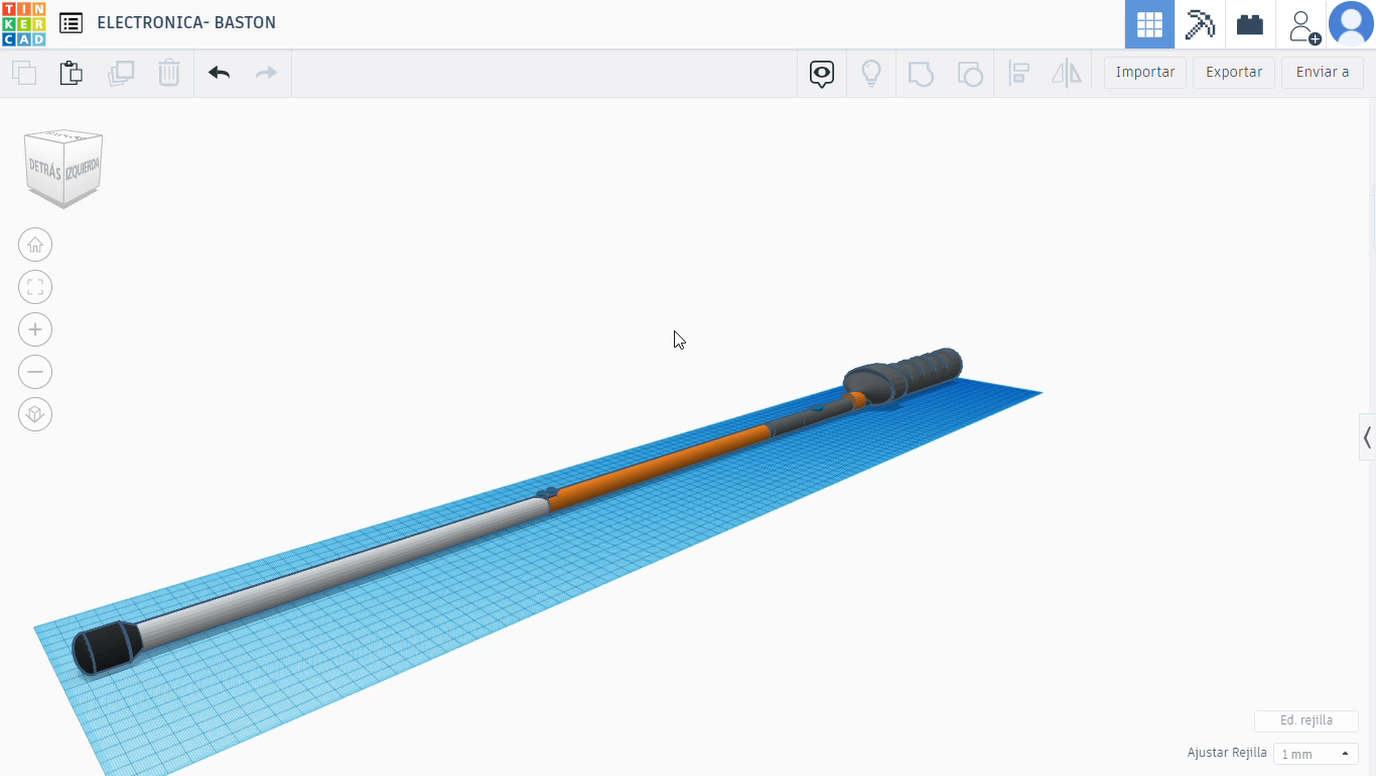 TIN
KER
CAD
ELECTRONICA- BASTON
Importar
Exportar
Enviar a
DETRÁS
IZQUIERDA
Ed. rejilla
Ajustar Rejilla
1 mm